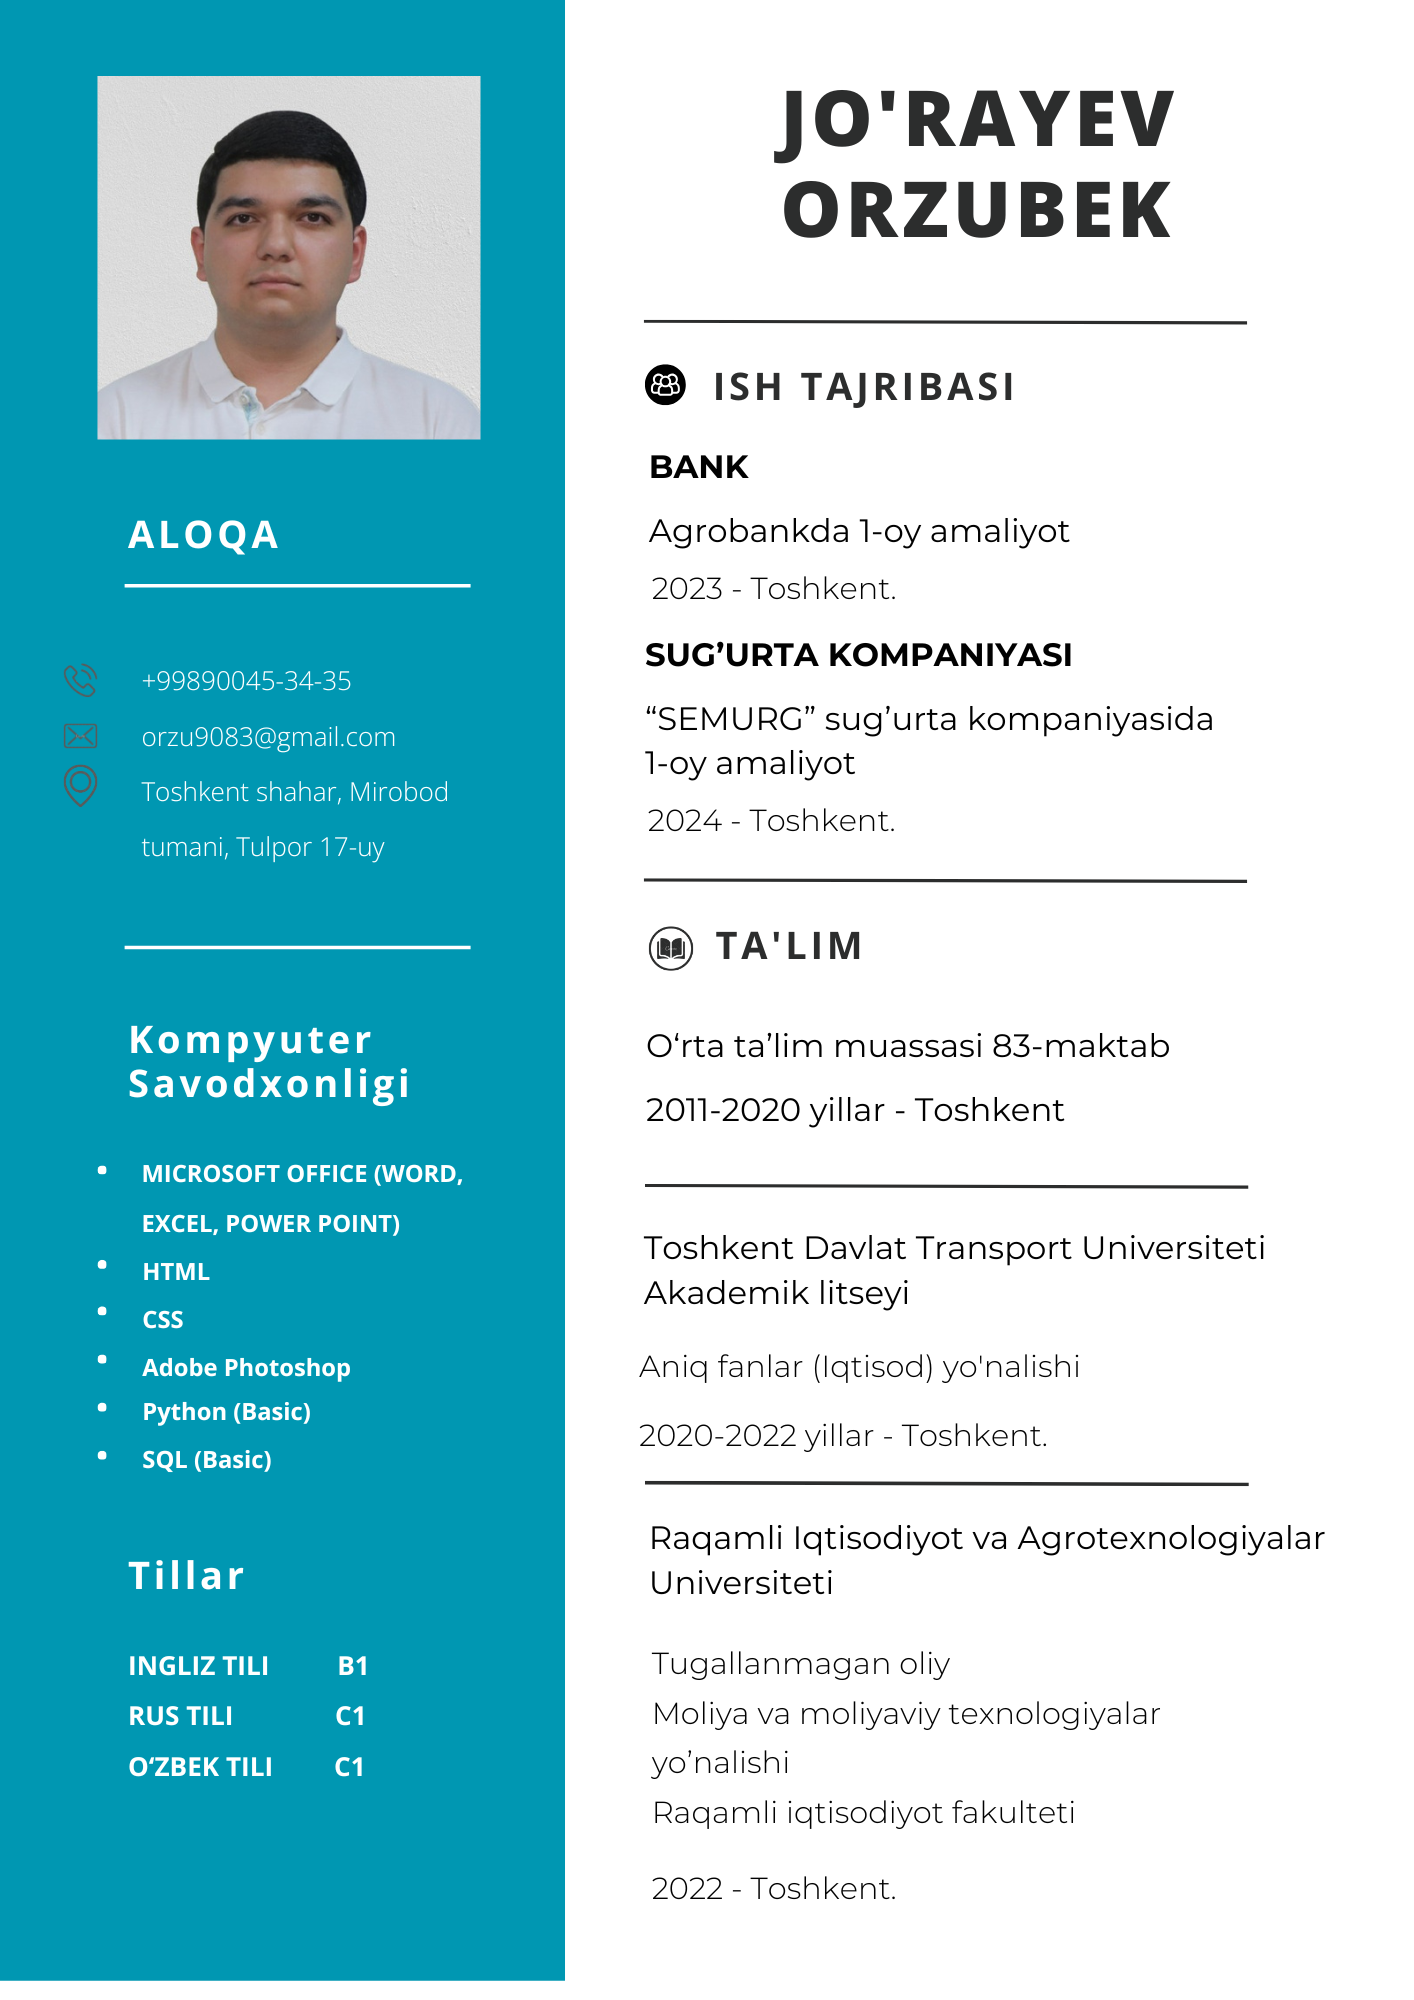 ALOQA
+99890045-34-35
orzu9083@gmail.com
Toshkent shahar, Mirobod
tumani, Tulpor 17-uy
Kompyuter
Savodxonligi
• MICROSOFT OFFICE (WORD,
EXCEL, POWER POINT)
• HTML
• CSS
• Adobe Photoshop
• Python (Basic)
• SQL (Basic)
Tillar
INGLIZ TILI B1
RUS TILI C1
O‘ZBEK TILI C1
JO'RAYEV
ORZUBEK
ISH TAJRIBASI
BANK
Agrobankda 1-oy amaliyot
2023 - Toshkent.
SUG’URTA KOMPANIYASI
“SEMURG” sug’urta kompaniyasida
1-oy amaliyot
2024 - Toshkent.
TA'LIM
O‘rta ta’lim muassasi 83-maktab
2011-2020 yillar - Toshkent
Toshkent Davlat Transport Universiteti
Akademik litseyi
Aniq fanlar (Iqtisod) yo'nalishi
2020-2022 yillar - Toshkent.
Raqamli Iqtisodiyot va Agrotexnologiyalar
Universiteti
Tugallanmagan oliy
Moliya va moliyaviy texnologiyalar
yo’nalishi
Raqamli iqtisodiyot fakulteti
2022 - Toshkent.